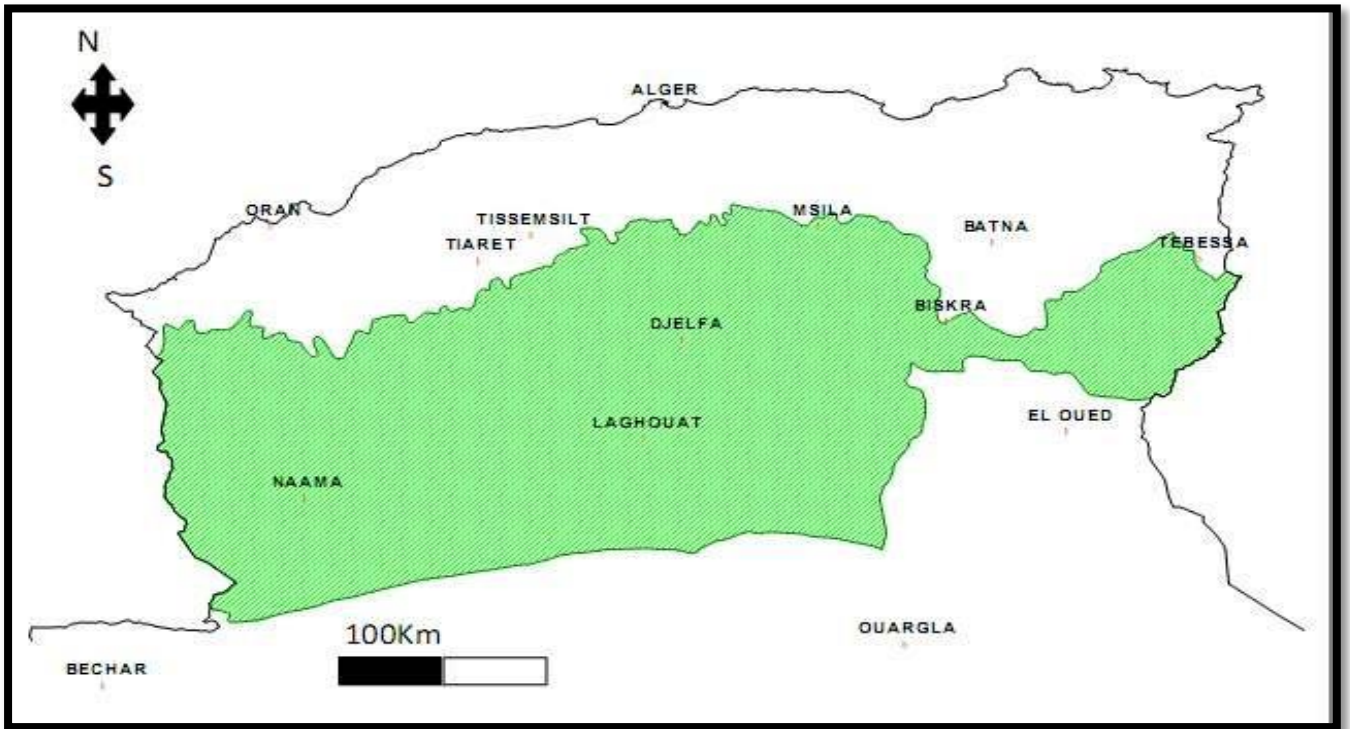 N
S
ALGER
ORAN
TISSEMSILT
MSILA
TIARET
BATNA
TEBESSA
BISKRA
DJELFA
LAGHOUAT
EL OUED
NAAMA
100Km
OUARGLA
BECHAR